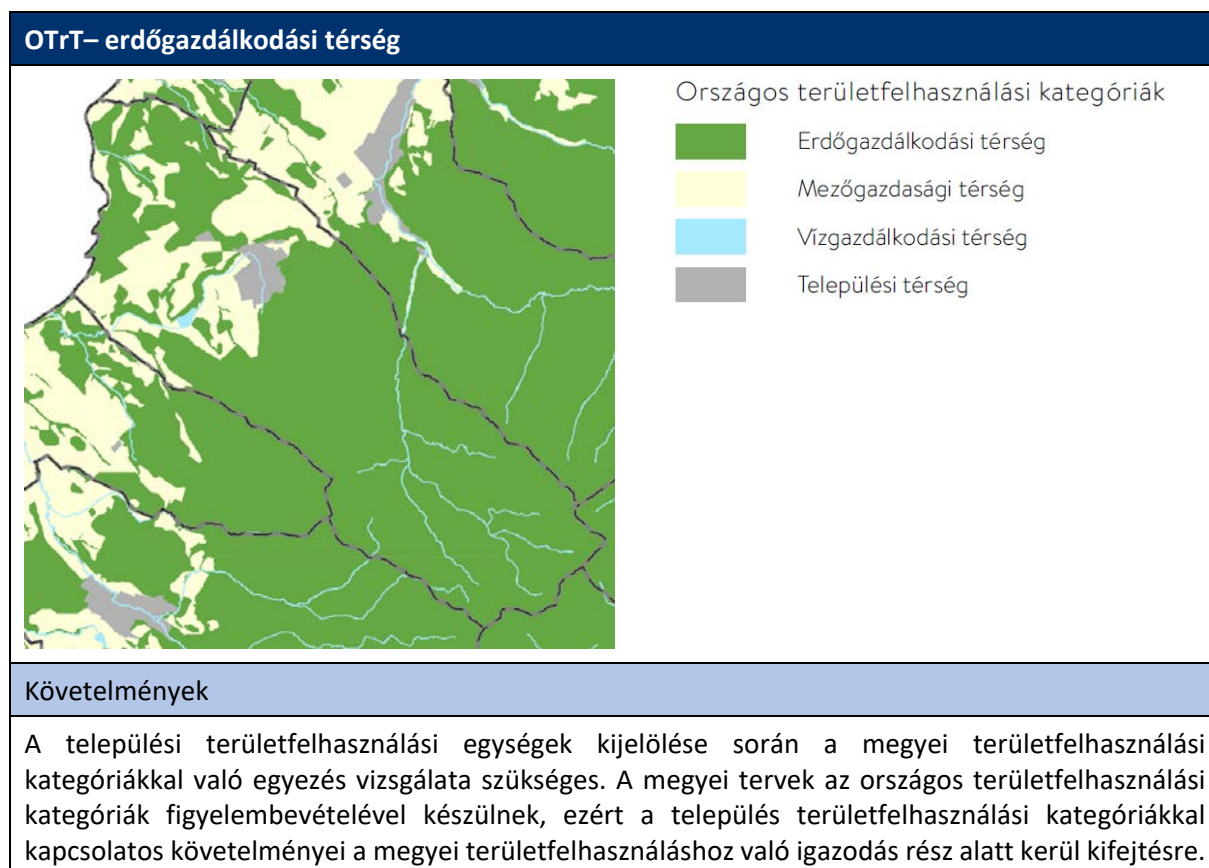 OTrT– erdőgazdálkodási térség
Országos területfelhasználási kategóriák
Erdőgazdálkodási térség
Mezőgazdasági térség
Vízgazdálkodási térség
Települési térség
Követelmények
A települési területfelhasználási egységek kijelölése során a megyei területfelhasználási
kategóriákkal való egyezés vizsgálata szükséges. A megyei tervek az országos területfelhasználási
kategóriák figyelembevételével készülnek, ezért a település területfelhasználási kategóriákkal
kapcsolatos követelményei a megyei területfelhasználáshoz való igazodás rész alatt kerül kifejtésre.